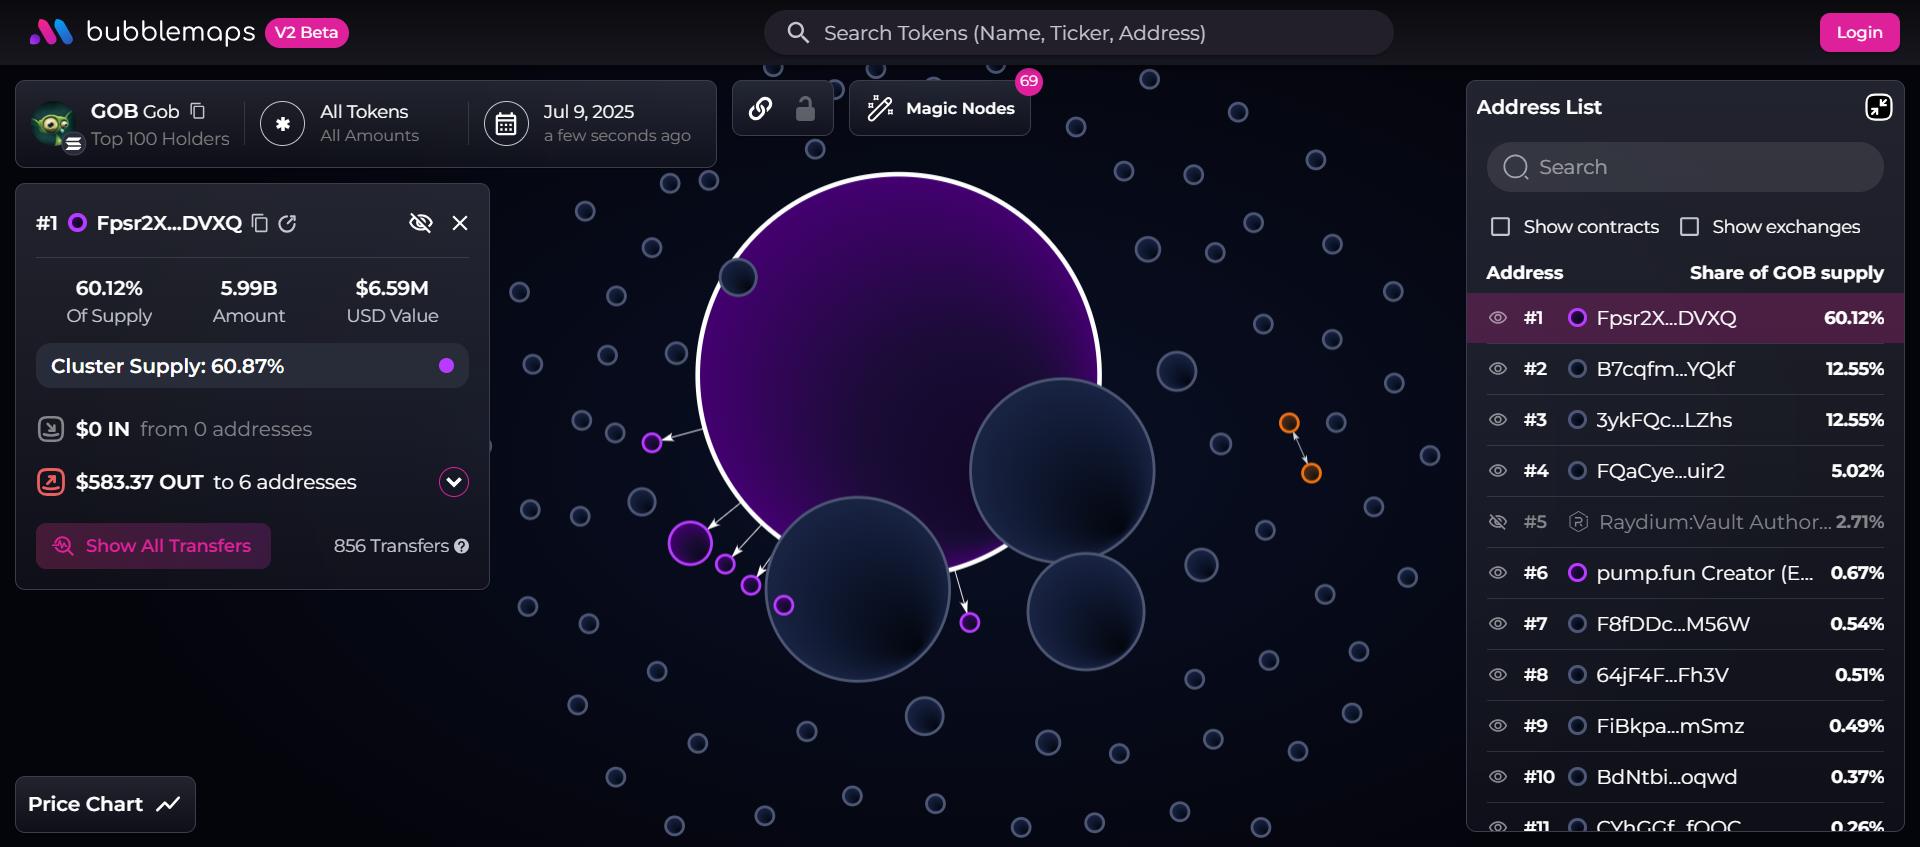 bubblemaps V2 Beta
Search Tokens (Name, Ticker, Address)
Login
GOB Gob
Top 100 Holders
All Tokens
All Amounts
Jul 9, 2025
a few seconds ago
Magic Nodes
69
#1 Fpsr2X...DVXQ
60.12%
Of Supply
5.99B
Amount
$6.59M
USD Value
Cluster Supply: 60.87%
$0 IN from 0 addresses
$583.37 OUT to 6 addresses
Show All Transfers
856 Transfers
Price Chart
Address List
Search
Show contracts
Show exchanges
Address Share of GOB supply
#1 Fpsr2X...DVXQ 60.12%
#2 B7cqfm...YQkf 12.55%
#3 3ykFQc...LZhs 12.55%
#4 FQaCye...uir2 5.02%
#5 Raydium:Vault Author... 2.71%
#6 pump.fun Creator (E... 0.67%
#7 F8fDDc...M56W 0.54%
#8 64jF4F...Fh3V 0.51%
#9 FiBkpa...mSmz 0.49%
#10 BdNtbi...oqwd 0.37%
#11 0.26%